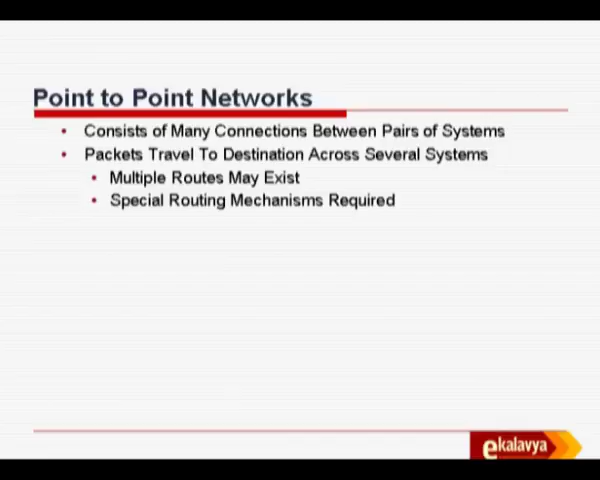 Point to Point Networks
Consists of Many Connections Between Pairs of Systems
Packets Travel To Destination Across Several Systems
Multiple Routes May Exist
Special Routing Mechanisms Required
ekalavya